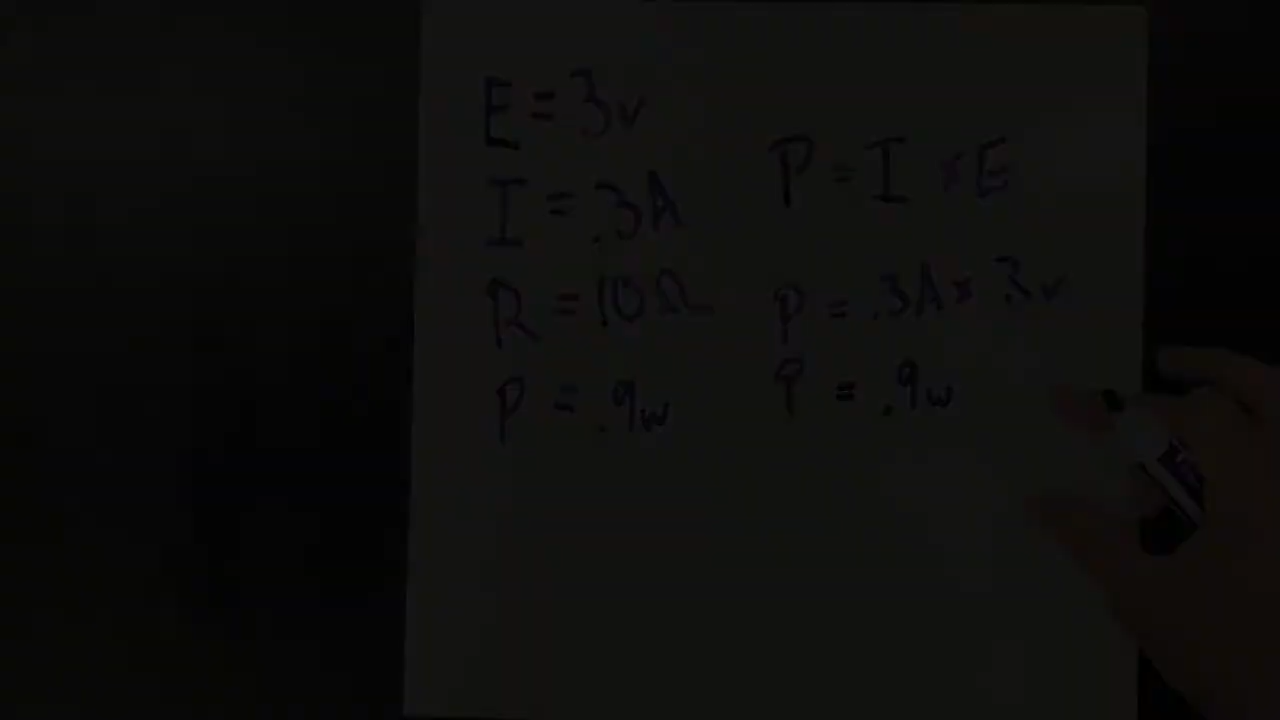 E = 3v
I = .3A
R = 10Ω
P = .9w
P = I × E
P = .3A × 3v
P = .9w